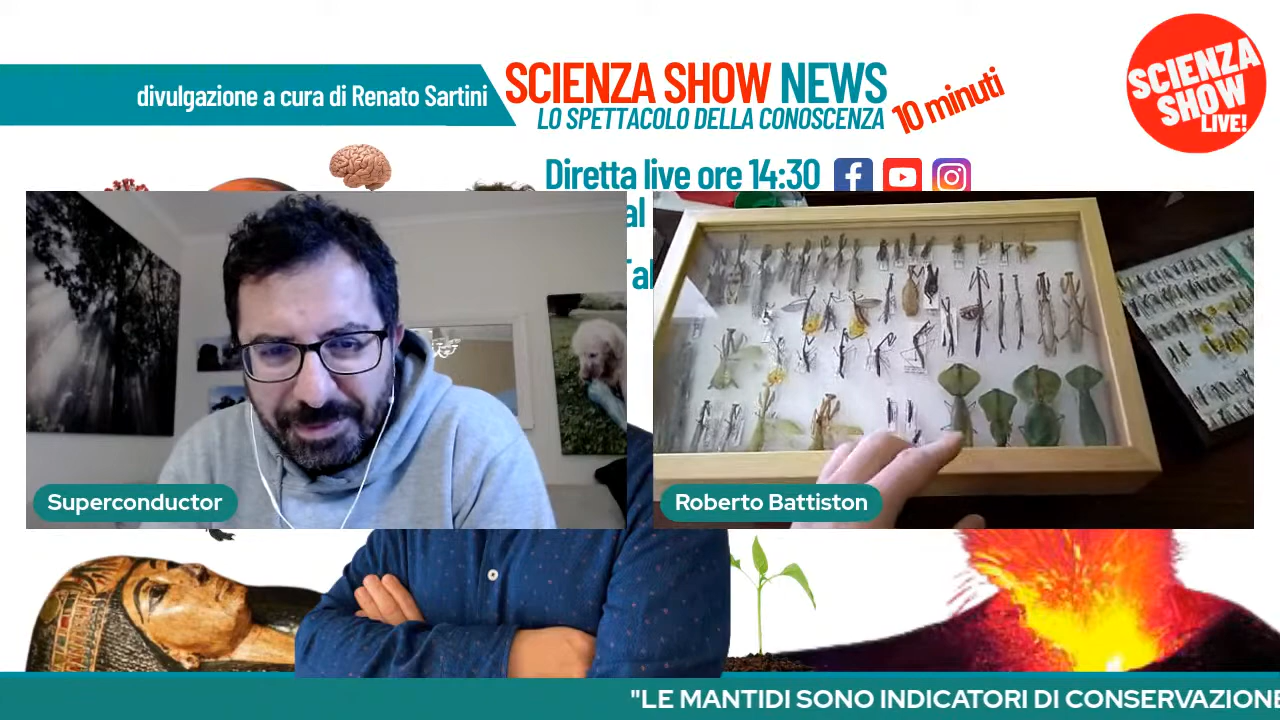 divulgazione a cura di Renato Sartini
SCIENZA SHOW NEWS
LO SPETTACOLO DELLA CONOSCENZA
10 minuti
SCIENZA
SHOW
LIVE!
Diretta live ore 14:30
al
Superconductor
Roberto Battiston
"LE MANTIDI SONO INDICATORI DI CONSERVAZIONE